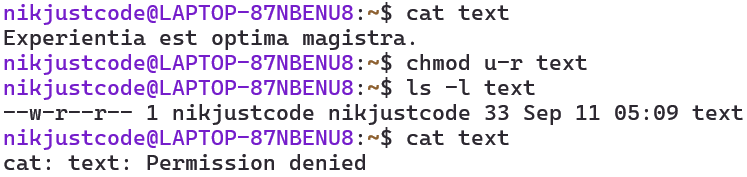 nikjustcode@LAPTOP-87NBENU8:~$ cat text
Experientia est optima magistra.
nikjustcode@LAPTOP-87NBENU8:~$ chmod u-r text
nikjustcode@LAPTOP-87NBENU8:~$ ls -l text
--w-r--r-- 1 nikjustcode nikjustcode 33 Sep 11 05:09 text
nikjustcode@LAPTOP-87NBENU8:~$ cat text
cat: text: Permission denied